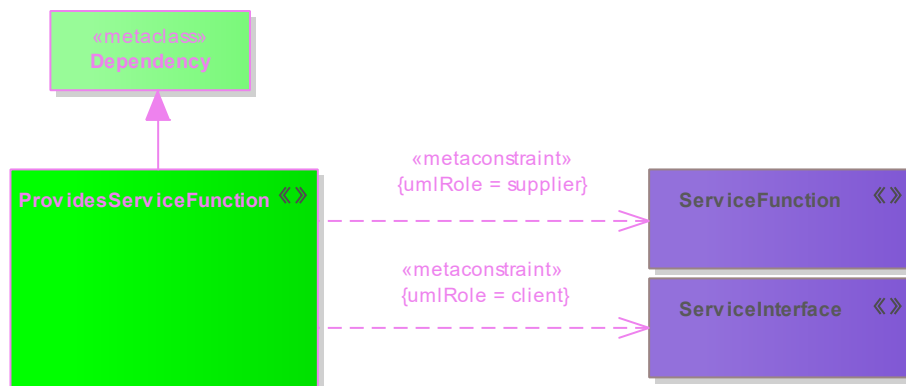 «metaclass»
Dependency
ProvidesServiceFunction «»
«metaconstraint»
{umlRole = supplier}
ServiceFunction «»
«metaconstraint»
{umlRole = client}
ServiceInterface «»